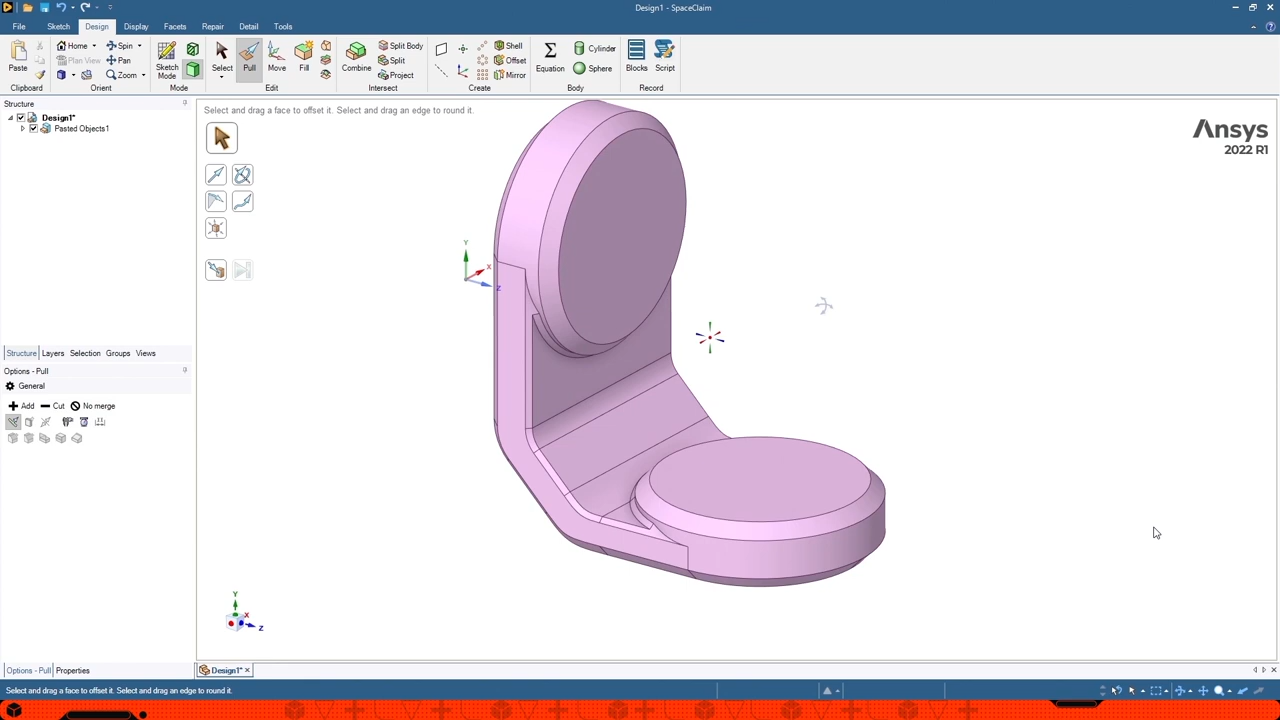 Design1 - SpaceClaim
File Sketch Design Display Facets Repair Detail Tools
Paste
Home Spin
Plan View Pan
Zoom
Sketch Mode
Select Pull Move Fill
Combine
Split Body
Split
Project
Shell
Offset
Mirror
Equation
Cylinder
Sphere
Blocks Script
Clipboard Orient Mode Edit Intersect Create Body Record
Structure
Design1*
Pasted Objects1
Select and drag a face to offset it. Select and drag an edge to round it.
Ansys
2022 R1
Y
X
Z
Structure Layers Selection Groups Views
Options - Pull
General
Add Cut No merge
Y
X
Z
Options - Pull Properties
Design1*
Select and drag a face to offset it. Select and drag an edge to round it.